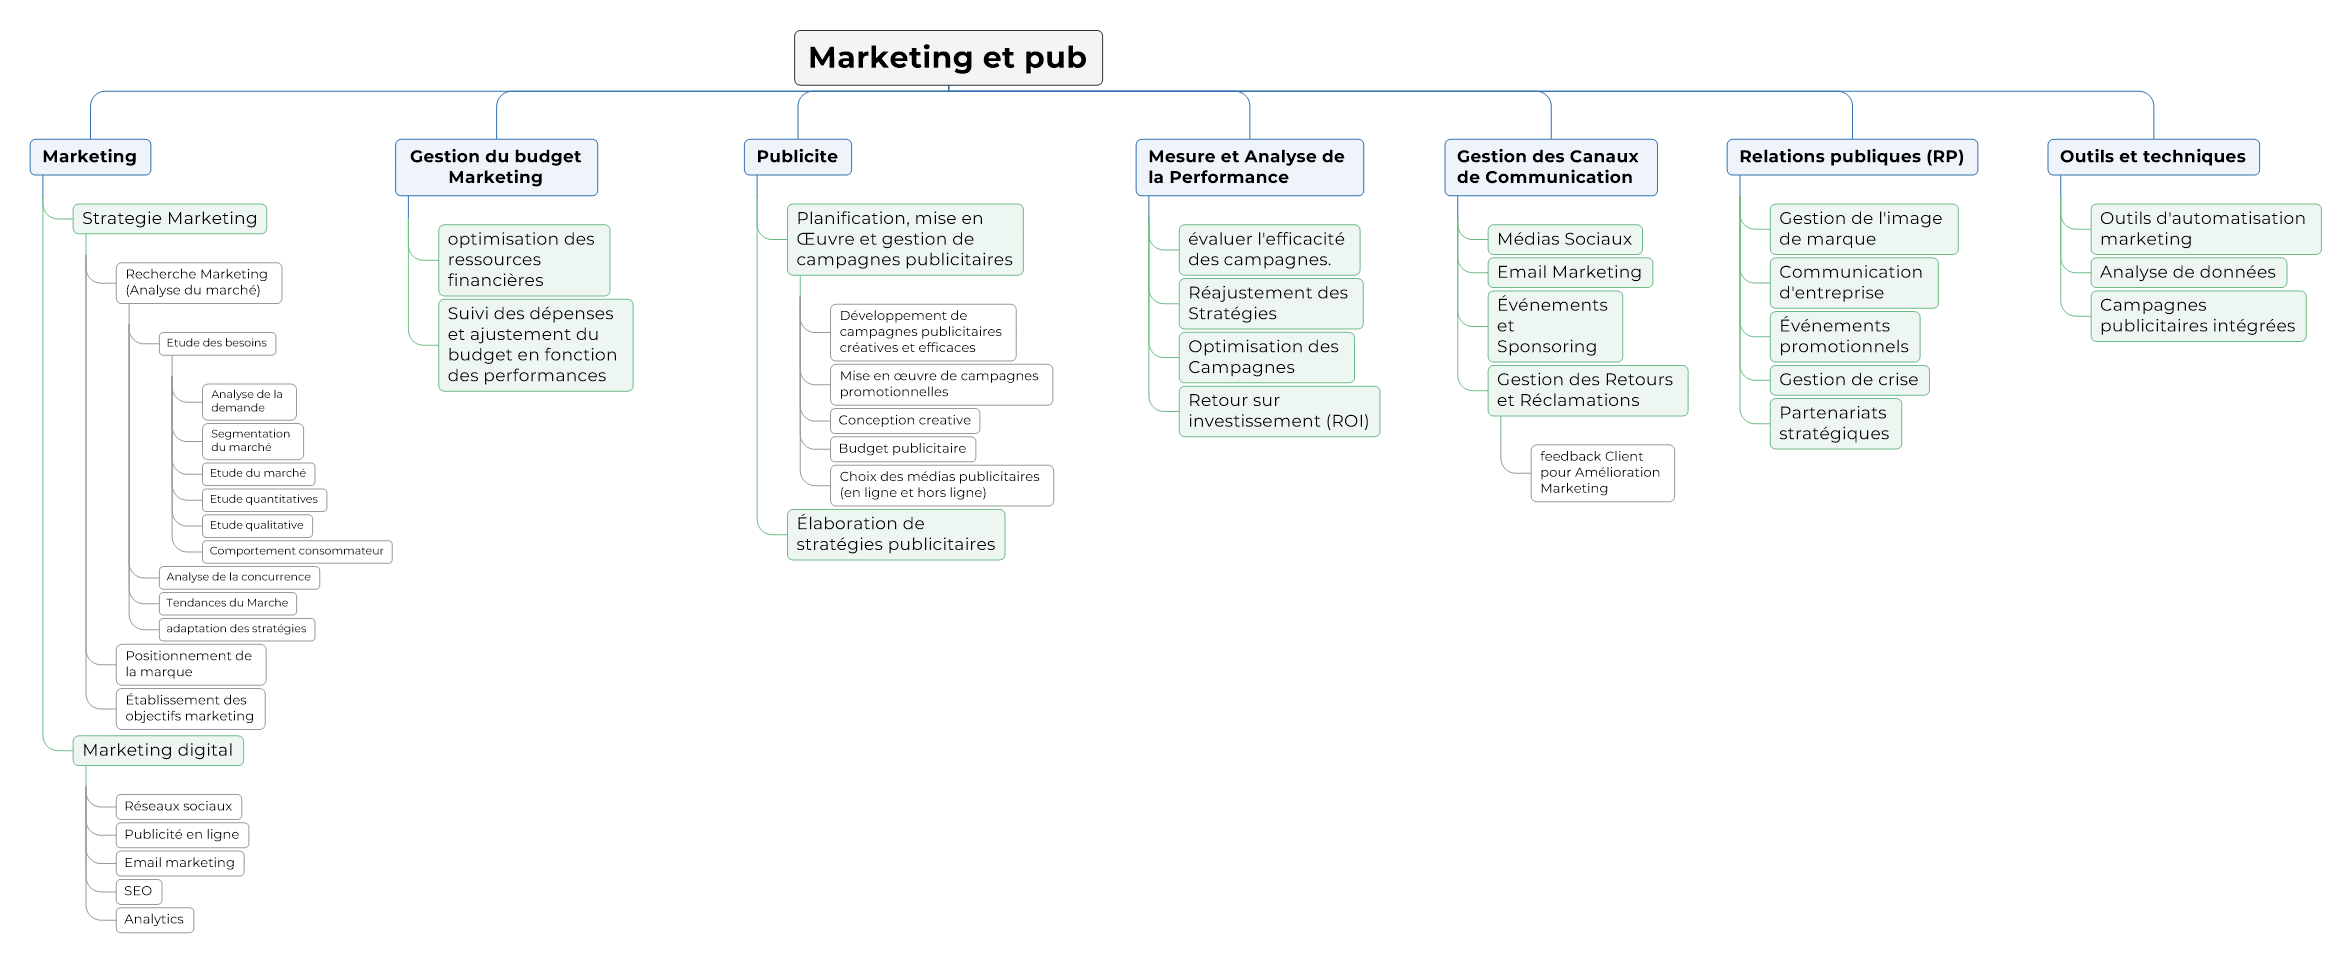 Marketing et pub
Marketing
Strategie Marketing
Recherche Marketing
(Analyse du marché)
Etude des besoins
Analyse de la
demande
Segmentation
du marché
Etude du marché
Etude quantitatives
Etude qualitative
Comportement consommateur
Analyse de la concurrence
Tendances du Marche
adaptation des stratégies
Positionnement de
la marque
Établissement des
objectifs marketing
Marketing digital
Réseaux sociaux
Publicité en ligne
Email marketing
SEO
Analytics
Gestion du budget
Marketing
optimisation des
ressources
financières
Suivi des dépenses
et ajustement du
budget en fonction
des performances
Publicite
Planification, mise en
Œuvre et gestion de
campagnes publicitaires
Développement de
campagnes publicitaires
créatives et efficaces
Mise en œuvre de campagnes
promotionnelles
Conception creative
Budget publicitaire
Choix des médias publicitaires
(en ligne et hors ligne)
Élaboration de
stratégies publicitaires
Mesure et Analyse de
la Performance
évaluer l'efficacité
des campagnes.
Réajustement des
Stratégies
Optimisation des
Campagnes
Retour sur
investissement (ROI)
Gestion des Canaux
de Communication
Médias Sociaux
Email Marketing
Événements
et
Sponsoring
Gestion des Retours
et Réclamations
feedback Client
pour Amélioration
Marketing
Relations publiques (RP)
Gestion de l'image
de marque
Communication
d'entreprise
Événements
promotionnels
Gestion de crise
Partenariats
stratégiques
Outils et techniques
Outils d'automatisation
marketing
Analyse de données
Campagnes
publicitaires intégrées